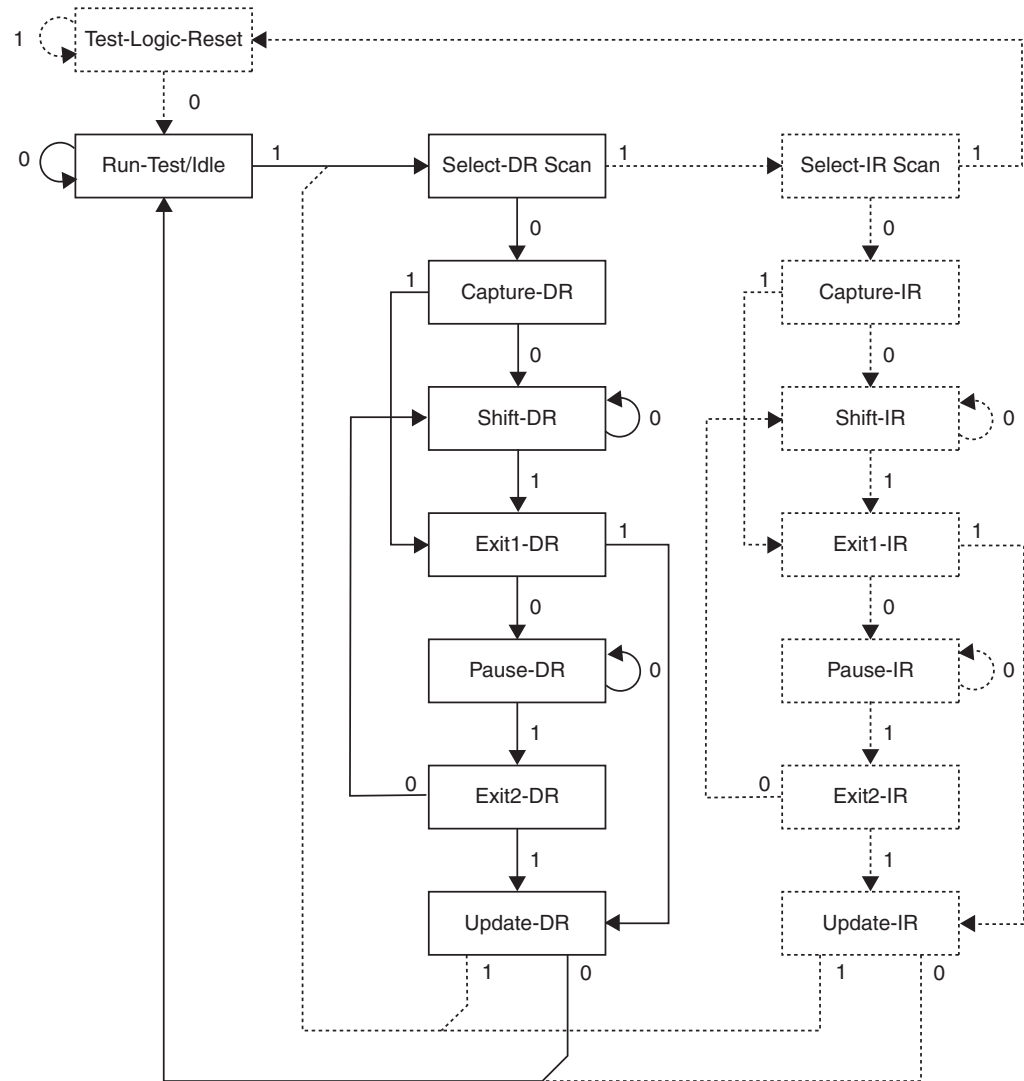 1
Test-Logic-Reset
0
0
Run-Test/Idle
1
Select-DR Scan
1
Select-IR Scan
1
0
0
1
Capture-DR
1
Capture-IR
0
0
Shift-DR
0
Shift-IR
0
1
1
Exit1-DR
1
Exit1-IR
1
0
0
Pause-DR
0
Pause-IR
0
1
1
0
Exit2-DR
0
Exit2-IR
1
1
Update-DR
Update-IR
1
0
1
0